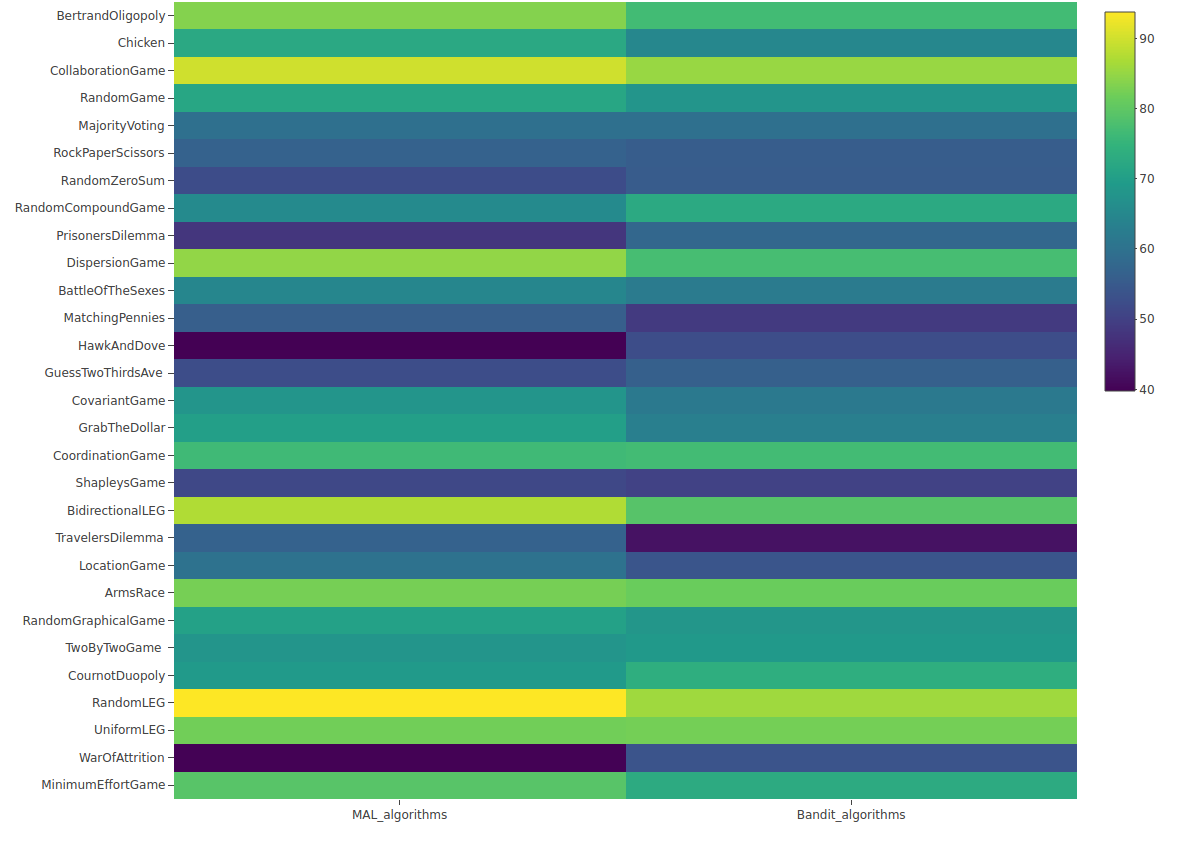 BertrandOligopoly
Chicken
CollaborationGame
RandomGame
MajorityVoting
RockPaperScissors
RandomZeroSum
RandomCompoundGame
PrisonersDilemma
DispersionGame
BattleOfTheSexes
MatchingPennies
HawkAndDove
GuessTwoThirdsAve
CovariantGame
GrabTheDollar
CoordinationGame
ShapleysGame
BidirectionalLEG
TravelersDilemma
LocationGame
ArmsRace
RandomGraphicalGame
TwoByTwoGame
CournotDuopoly
RandomLEG
UniformLEG
WarOfAttrition
MinimumEffortGame
MAL_algorithms
Bandit_algorithms
90
80
70
60
50
40